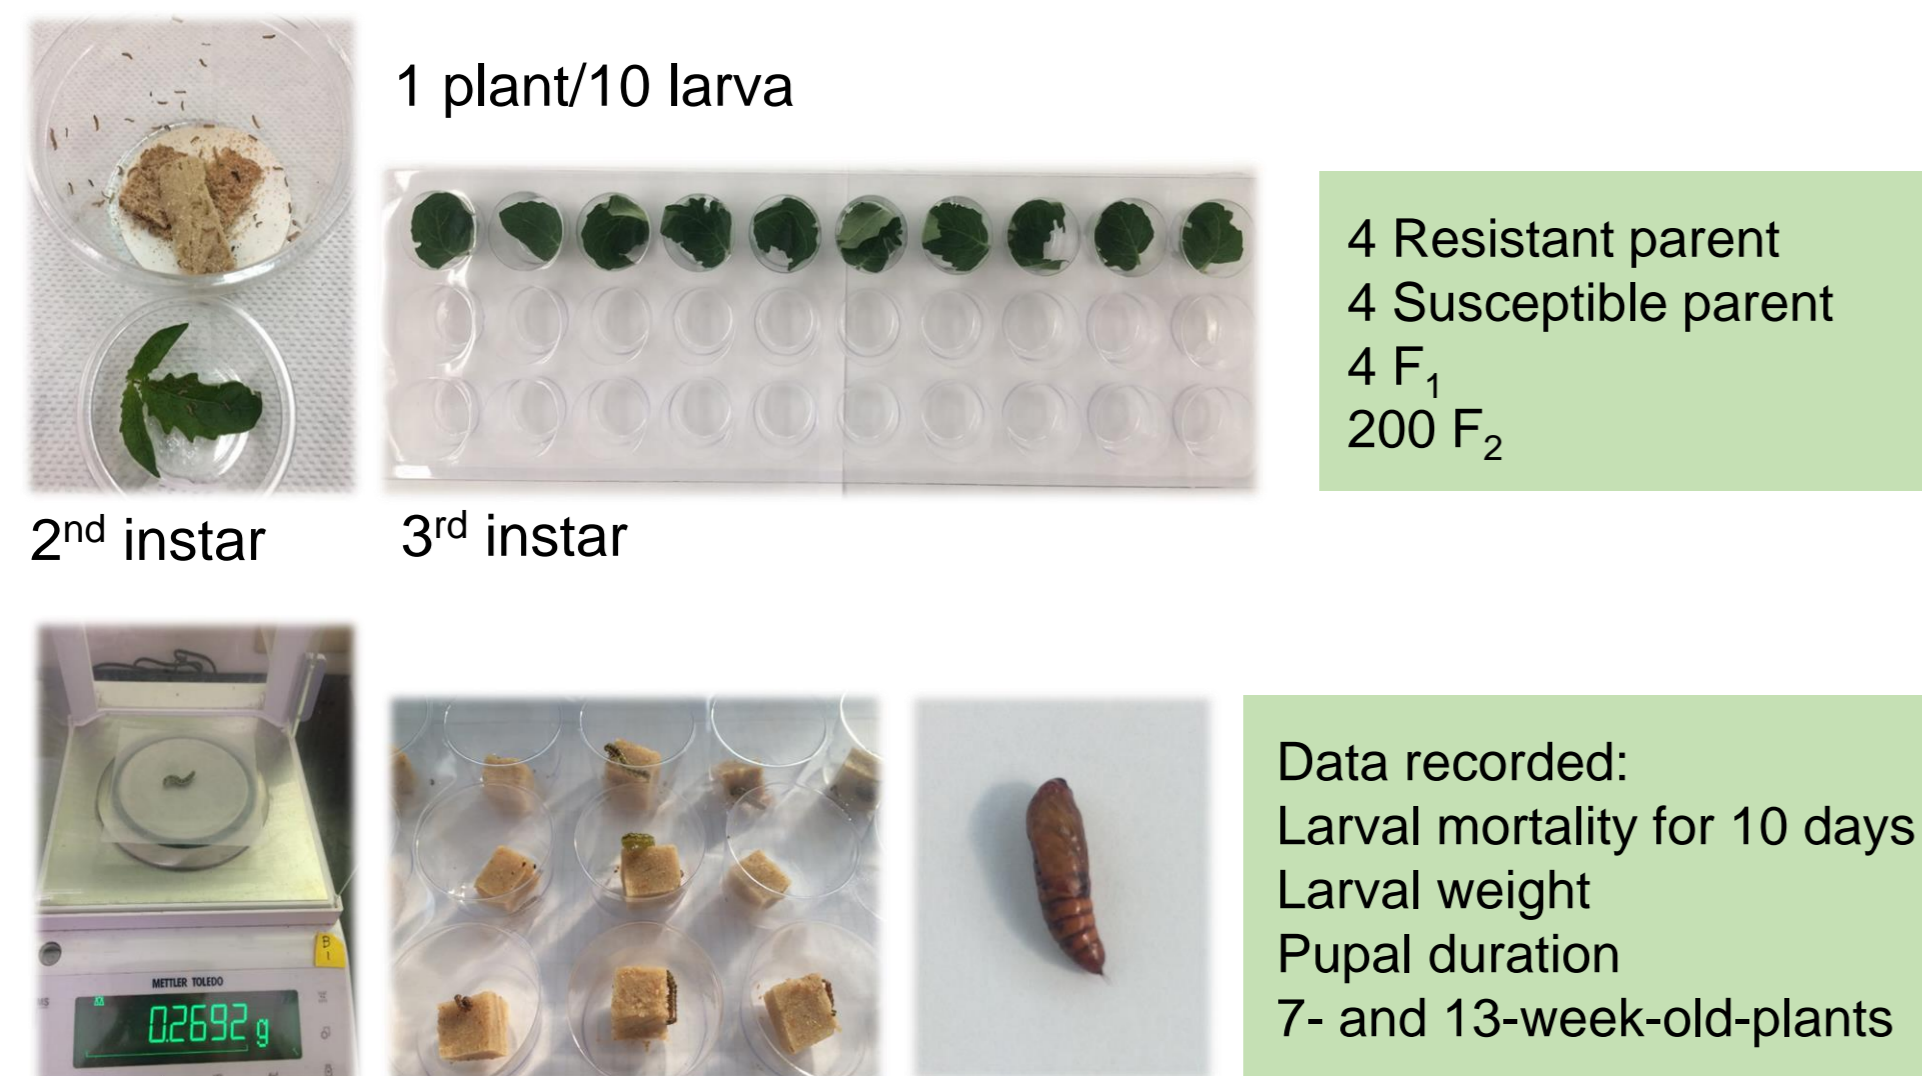 1 plant/10 larva
4 Resistant parent
4 Susceptible parent
4 F₁
200 F₂
2nd instar
3rd instar
B
1
METTLER TOLEDO
0.2692 g
Data recorded:
Larval mortality for 10 days
Larval weight
Pupal duration
7- and 13-week-old-plants